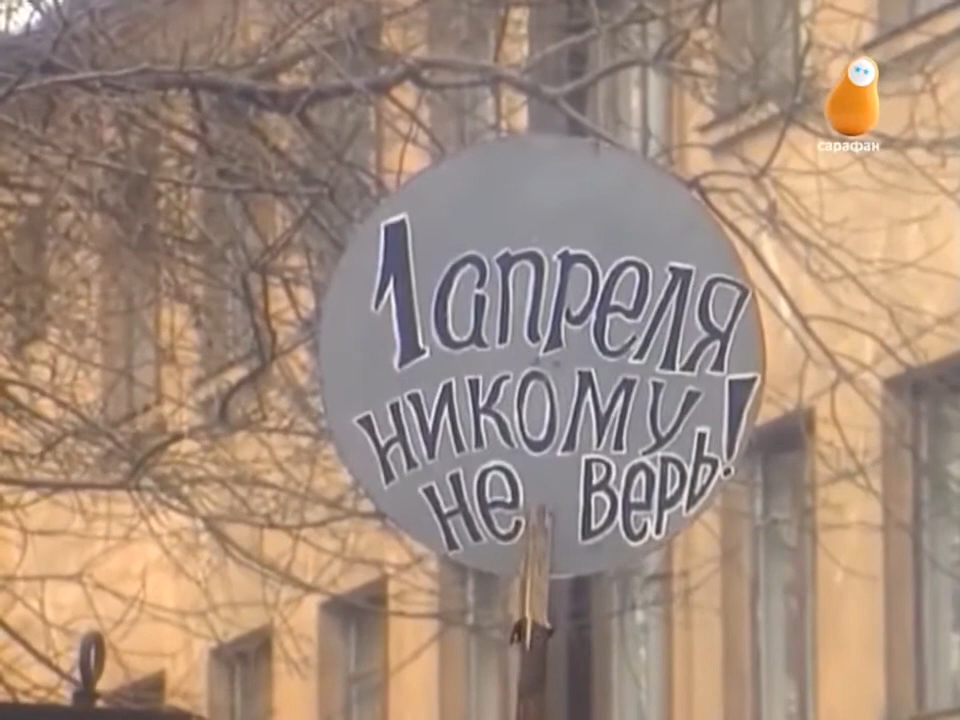 сарафан
1 апреля
никому!
не верь